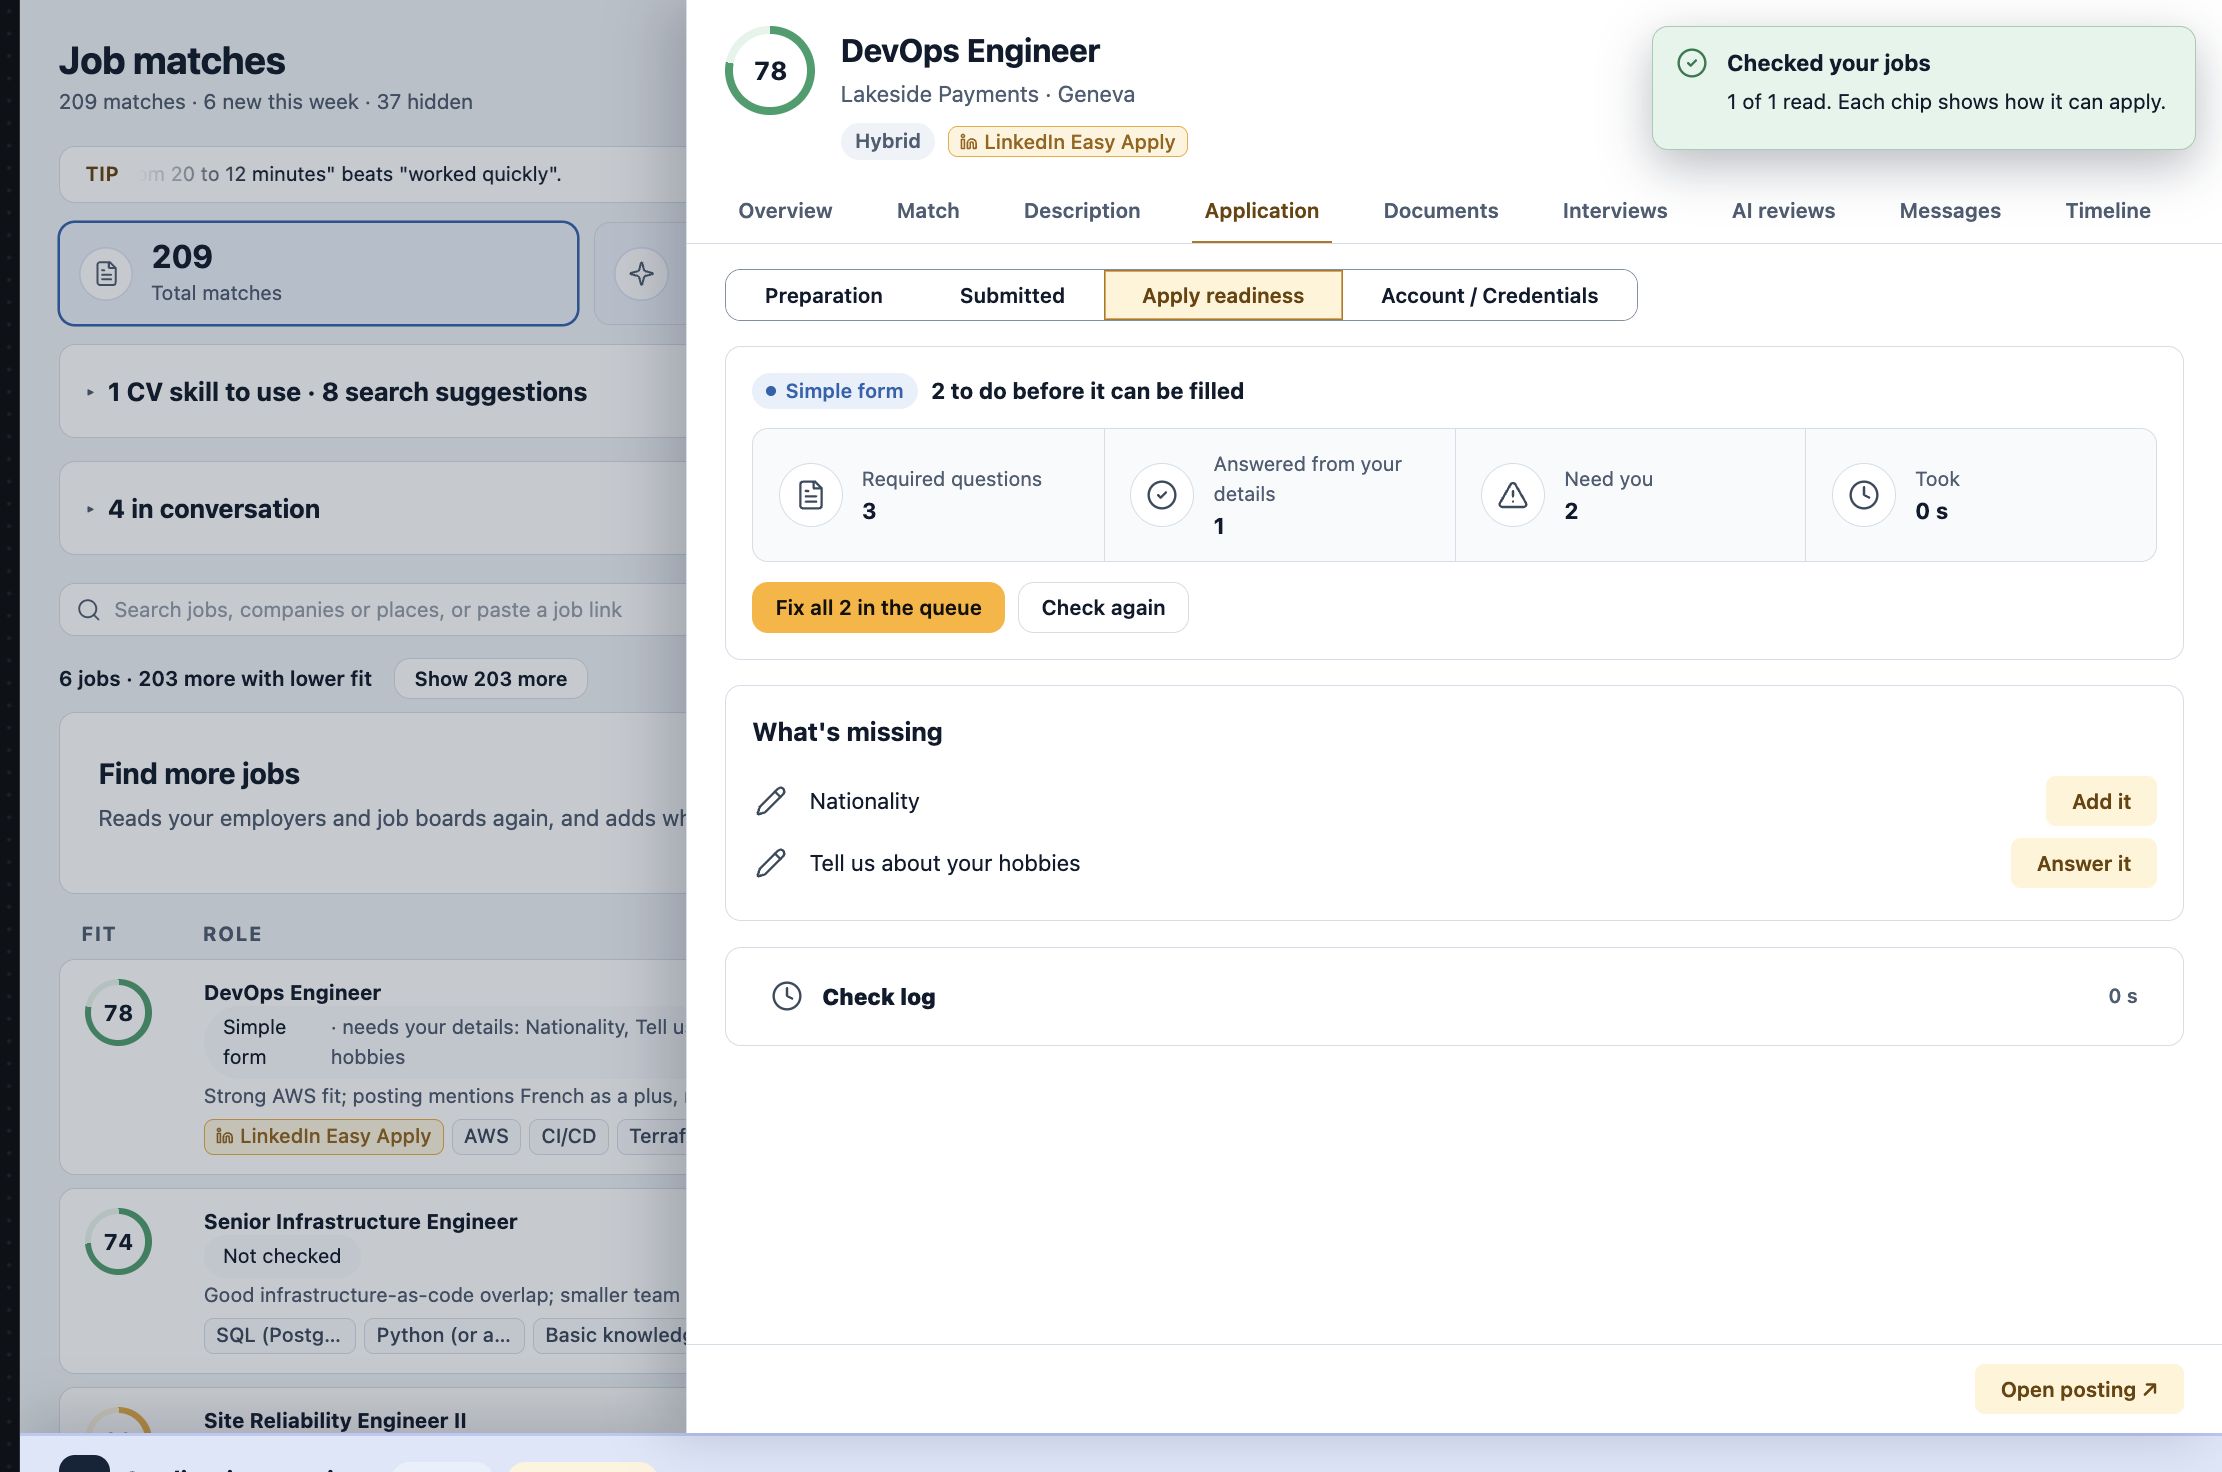 Job matches
209 matches · 6 new this week · 37 hidden
TIP
om 20 to 12 minutes" beats "worked quickly".
209
Total matches
▸ 1 CV skill to use · 8 search suggestions
▸ 4 in conversation
Search jobs, companies or places, or paste a job link
6 jobs · 203 more with lower fit
Show 203 more
Find more jobs
Reads your employers and job boards again, and adds
FIT ROLE
78
DevOps Engineer
Simple form
· needs your details: Nationality, Tell
hobbies
Strong AWS fit; posting mentions French as a plus,
in LinkedIn Easy Apply
AWS
CI/CD
Terraf
74
Senior Infrastructure Engineer
Not checked
Good infrastructure-as-code overlap; smaller team
SQL (Postg...
Python (or a...
Basic
Site Reliability Engineer II
78
DevOps Engineer
Lakeside Payments · Geneva
Hybrid
in LinkedIn Easy Apply
Checked your jobs
1 of 1 read. Each chip shows how it can apply.
Overview Match Description Application Documents Interviews AI reviews Messages Timeline
Preparation Submitted Apply readiness Account / Credentials
Simple form
2 to do before it can be filled
Required questions
3
Answered from your
details
1
Need you
2
Took
0 s
Fix all 2 in the queue
Check again
What's missing
Nationality
Add it
Tell us about your hobbies
Answer it
Check log
0 s
Open posting ↗